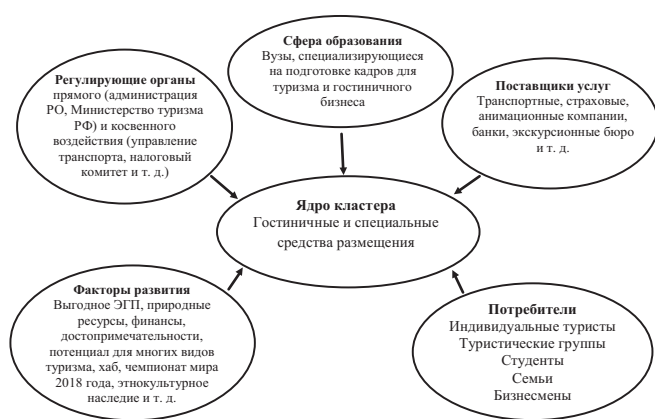 Сфера образования
Вузы, специализирующиеся
на подготовке кадров для
туризма и гостиничного
бизнеса
Регулирующие органы
прямого (администрация
РО, Министерство туризма
РФ) и косвенного
воздействия (управление
транспорта, налоговый
комитет и т. д.)
Поставщики услуг
Транспортные, страховые,
анимационные компании,
банки, экскурсионные бюро
и т. д.
Ядро кластера
Гостиничные и специальные
средства размещения
Факторы развития
Выгодное ЭГП, природные
ресурсы, финансы,
достопримечательности,
потенциал для многих видов
туризма, хаб, чемпионат мира
2018 года, этнокультурное
наследие и т. д.
Потребители
Индивидуальные туристы
Туристические группы
Студенты
Семьи
Бизнесмены